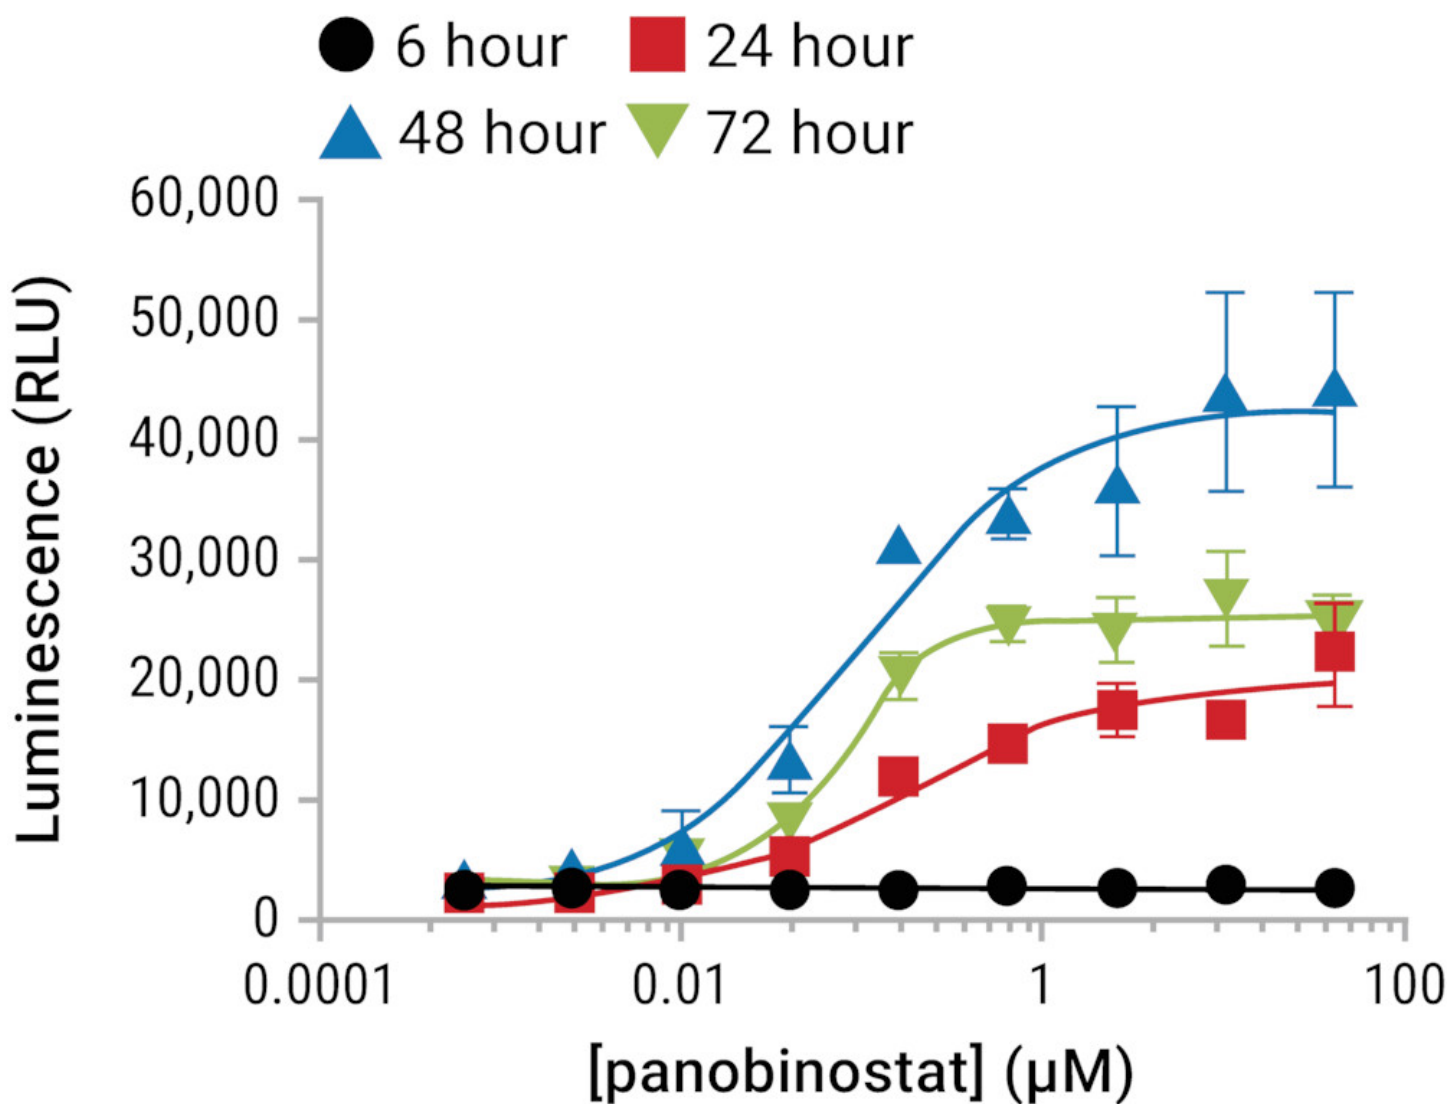 6 hour
24 hour
48 hour
72 hour
Luminescence (RLU)
60,000
50,000
40,000
30,000
20,000
10,000
0
0.0001
0.01
1
100
[panobinostat] (μM)